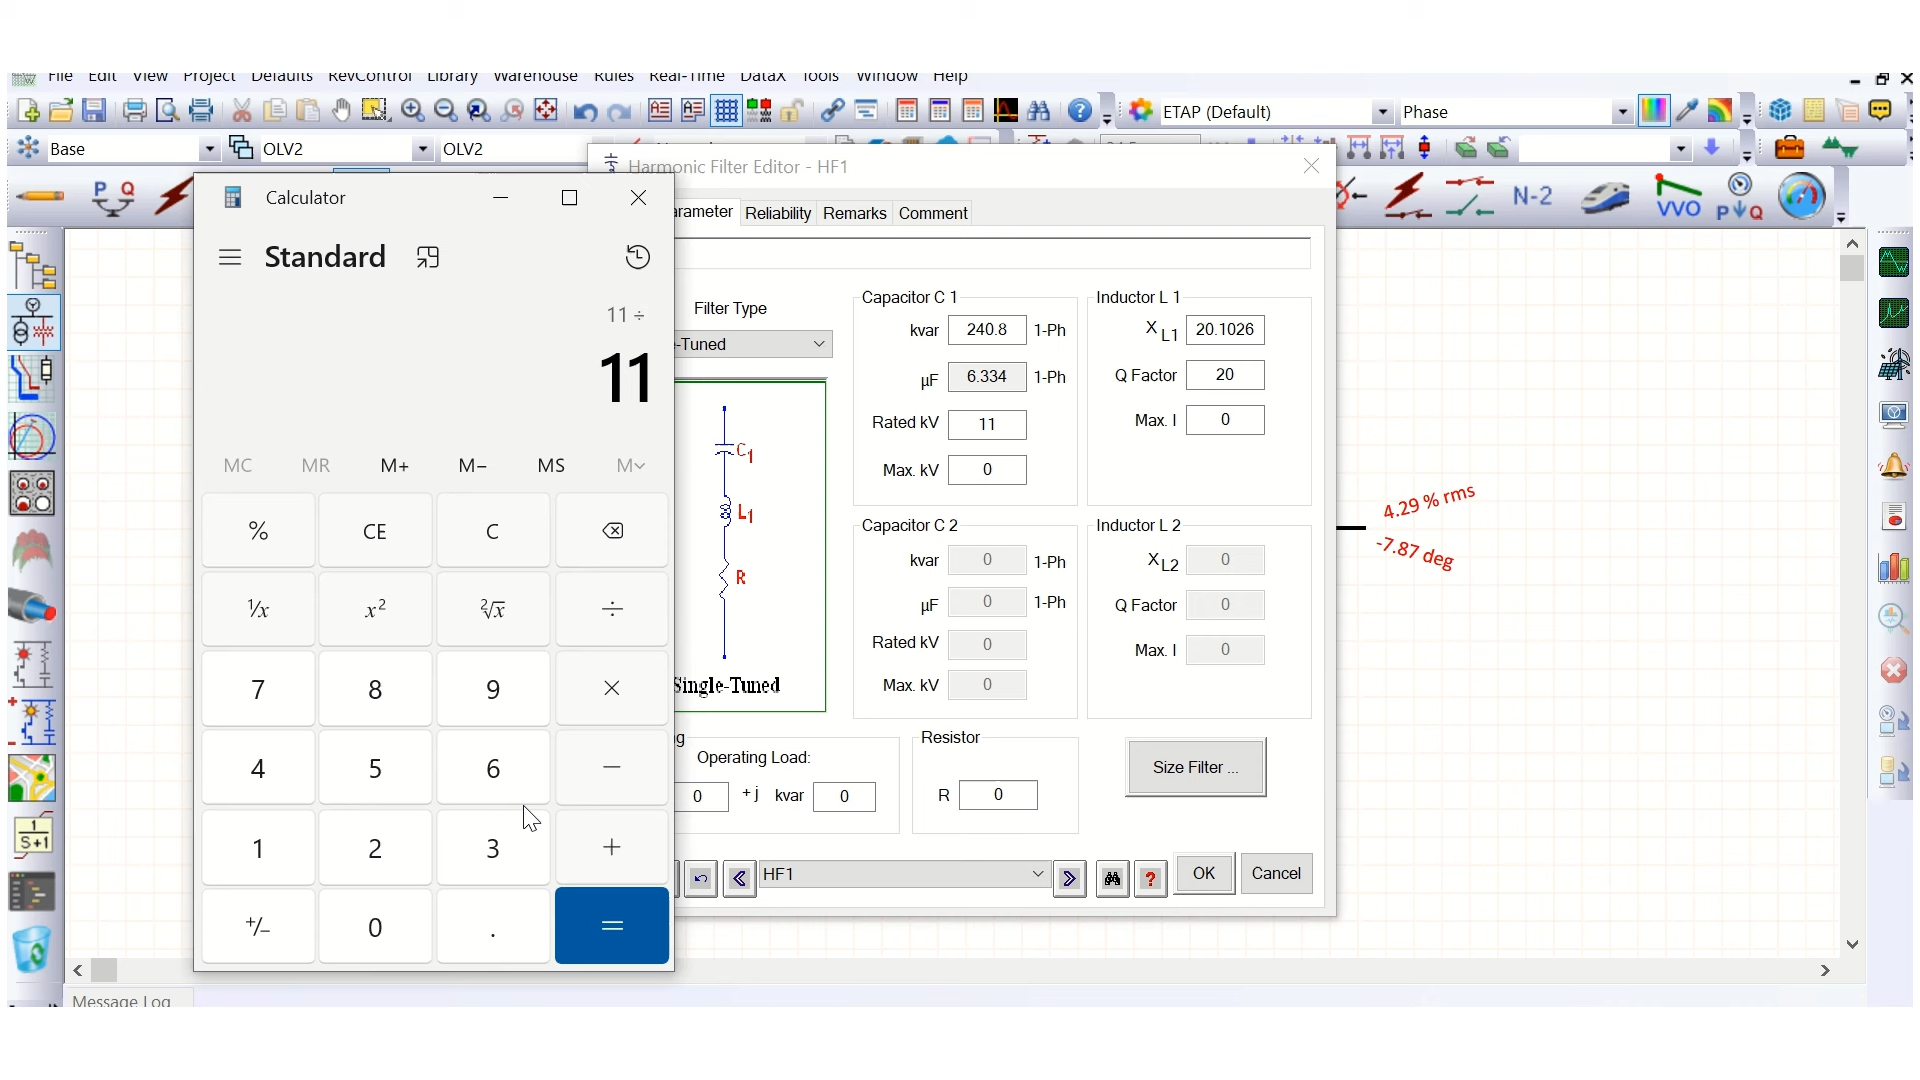 File Edit View Project Defaults RevControl Library Warehouse Rules Real-Time DataX Tools Window Help
ETAP (Default) Phase
Base OLV2 OLV2
Harmonic Filter Editor - HF1
P Q N-2 VVO P Q
Calculator
arameter Reliability Remarks Comment
Standard
11 ÷
11
MC MR M+ M- MS M
% CE C
¹/x x² ²√x ÷
7 8 9 ×
4 5 6 −
1 2 3 +
+/− 0 . =
Filter Type
-Tuned
C1
L1
R
Single-Tuned
Capacitor C 1
kvar 240.8 1-Ph
µF 6.334 1-Ph
Rated kV 11
Max. kV 0
Inductor L 1
X L1 20.1026
Q Factor 20
Max. I 0
Capacitor C 2
kvar 0 1-Ph
µF 0 1-Ph
Rated kV 0
Max. kV 0
Inductor L 2
X L2 0
Q Factor 0
Max. I 0
g
Operating Load:
0 + j kvar 0
Resistor
R 0
Size Filter ...
HF1
? OK Cancel
4.29 % rms
-7.87 deg
1
S+1
Message Log